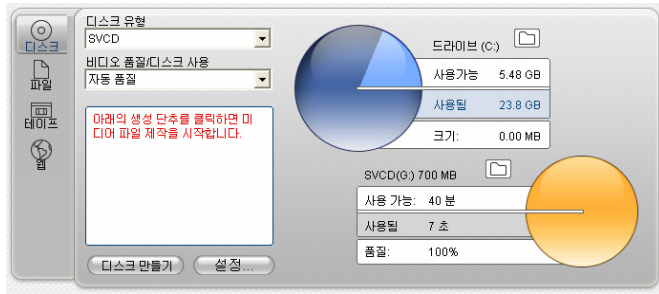 디스크
파일
테이프
웹
디스크 유형
SVCD
비디오 품질/디스크 사용
자동 품질
아래의 생성 단추를 클릭하면 미
디어 파일 제작을 시작합니다.
디스크 만들기
설정...
드라이브 (C:)
사용가능 5.48 GB
사용됨 23.8 GB
크기: 0.00 MB
SVCD(G:) 700 MB
사용 가능: 40 분
사용됨 7 초
품질: 100%